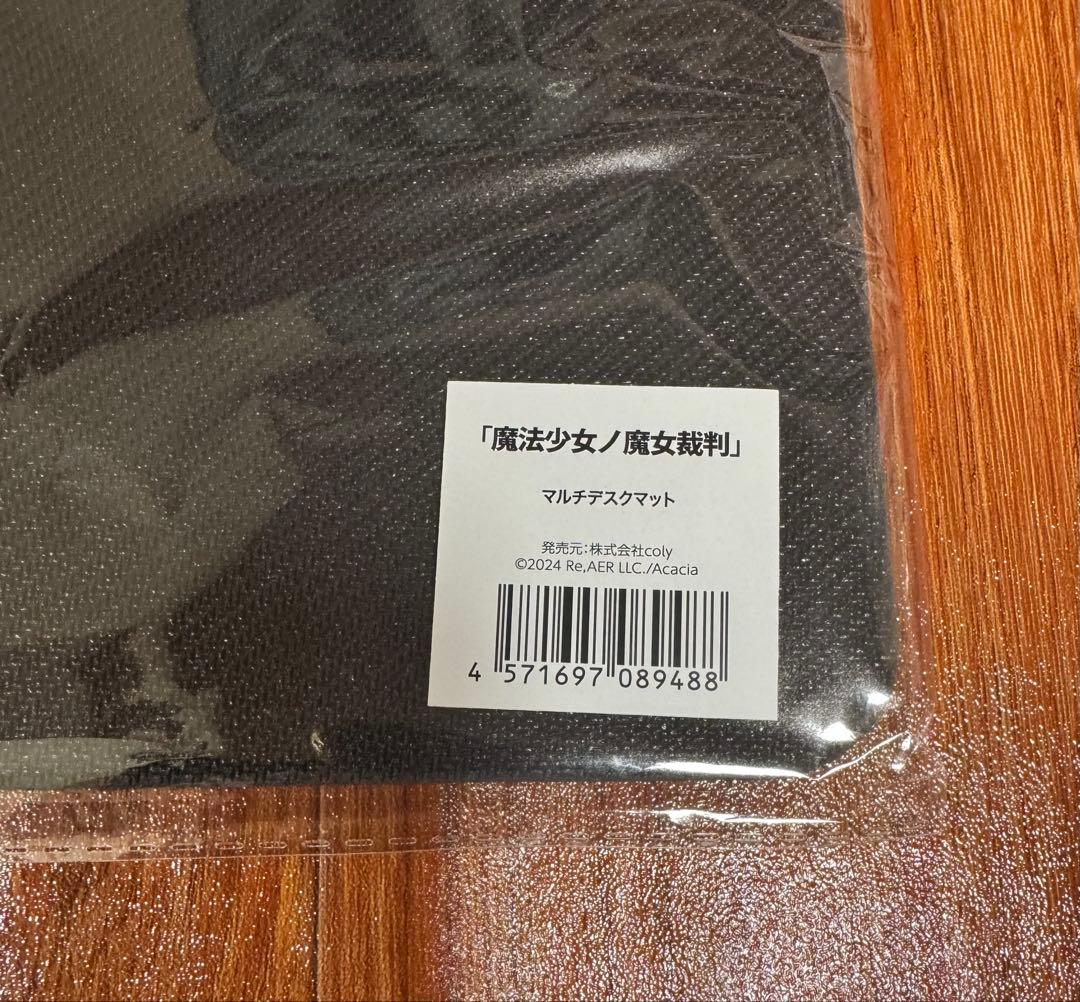 「魔法少女ノ魔女裁判」
マルチデスクマット
発売元：株式会社coly
©2024 Re,AER LLC./Acacia
4 571697 089488